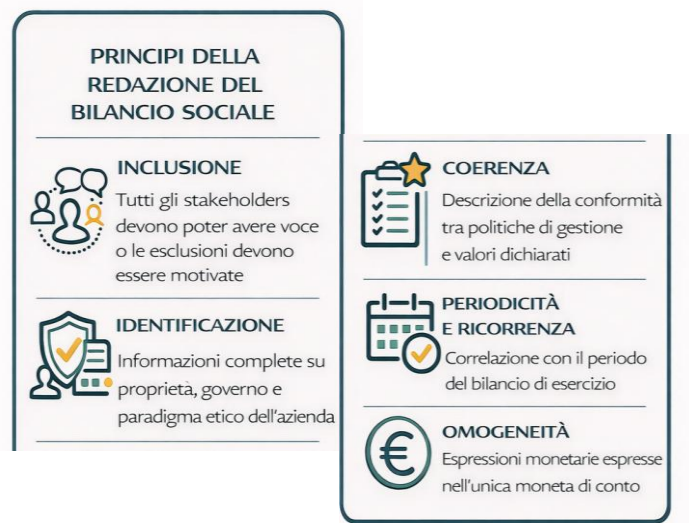 PRINCIPI DELLA
REDAZIONE DEL
BILANCIO SOCIALE
INCLUSIONE
Tutti gli stakeholders
devono poter avere voce
o le esclusioni devono
essere motivate
IDENTIFICAZIONE
Informazioni complete su
proprietà, governo e
paradigma etico dell'azienda
COERENZA
Descrizione della conformità
tra politiche di gestione
e valori dichiarati
PERIODICITÀ
E RICORRENZA
Correlazione con il periodo
del bilancio di esercizio
OMOGENEITÀ
Espressioni monetarie espresse
nell'unica moneta di conto